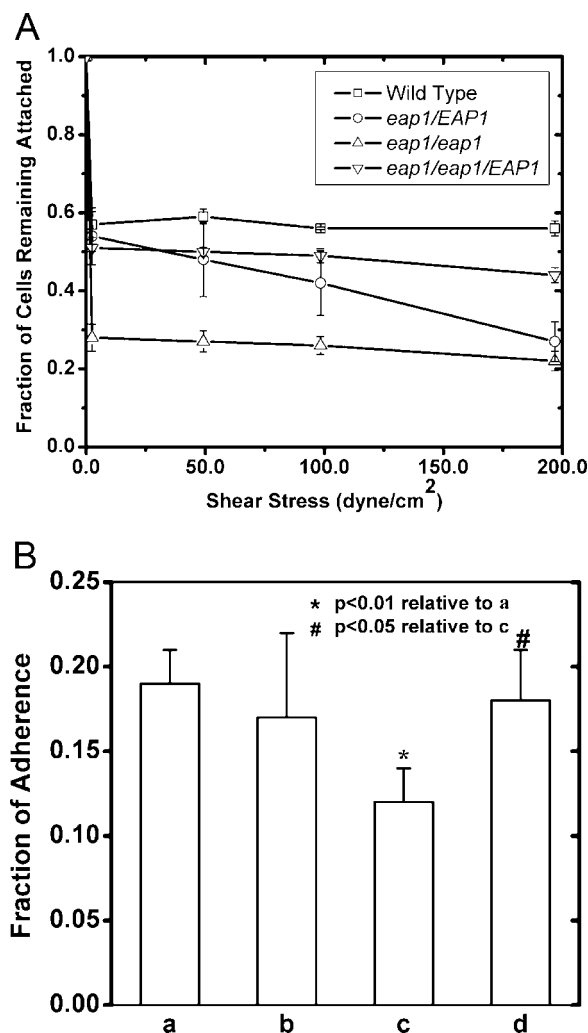 A
Fraction of Cells Remaining Attached
1.0
0.8
0.6
0.4
0.2
0.0
Wild Type
eap1/EAP1
eap1/eap1
eap1/eap1/EAP1
0.0 50.0 100.0 150.0 200.0
Shear Stress (dyne/cm2)
B
Fraction of Adherence
0.25
0.20
0.15
0.10
0.05
0.00
* p<0.01 relative to a
# p<0.05 relative to c
*
#
a b c d